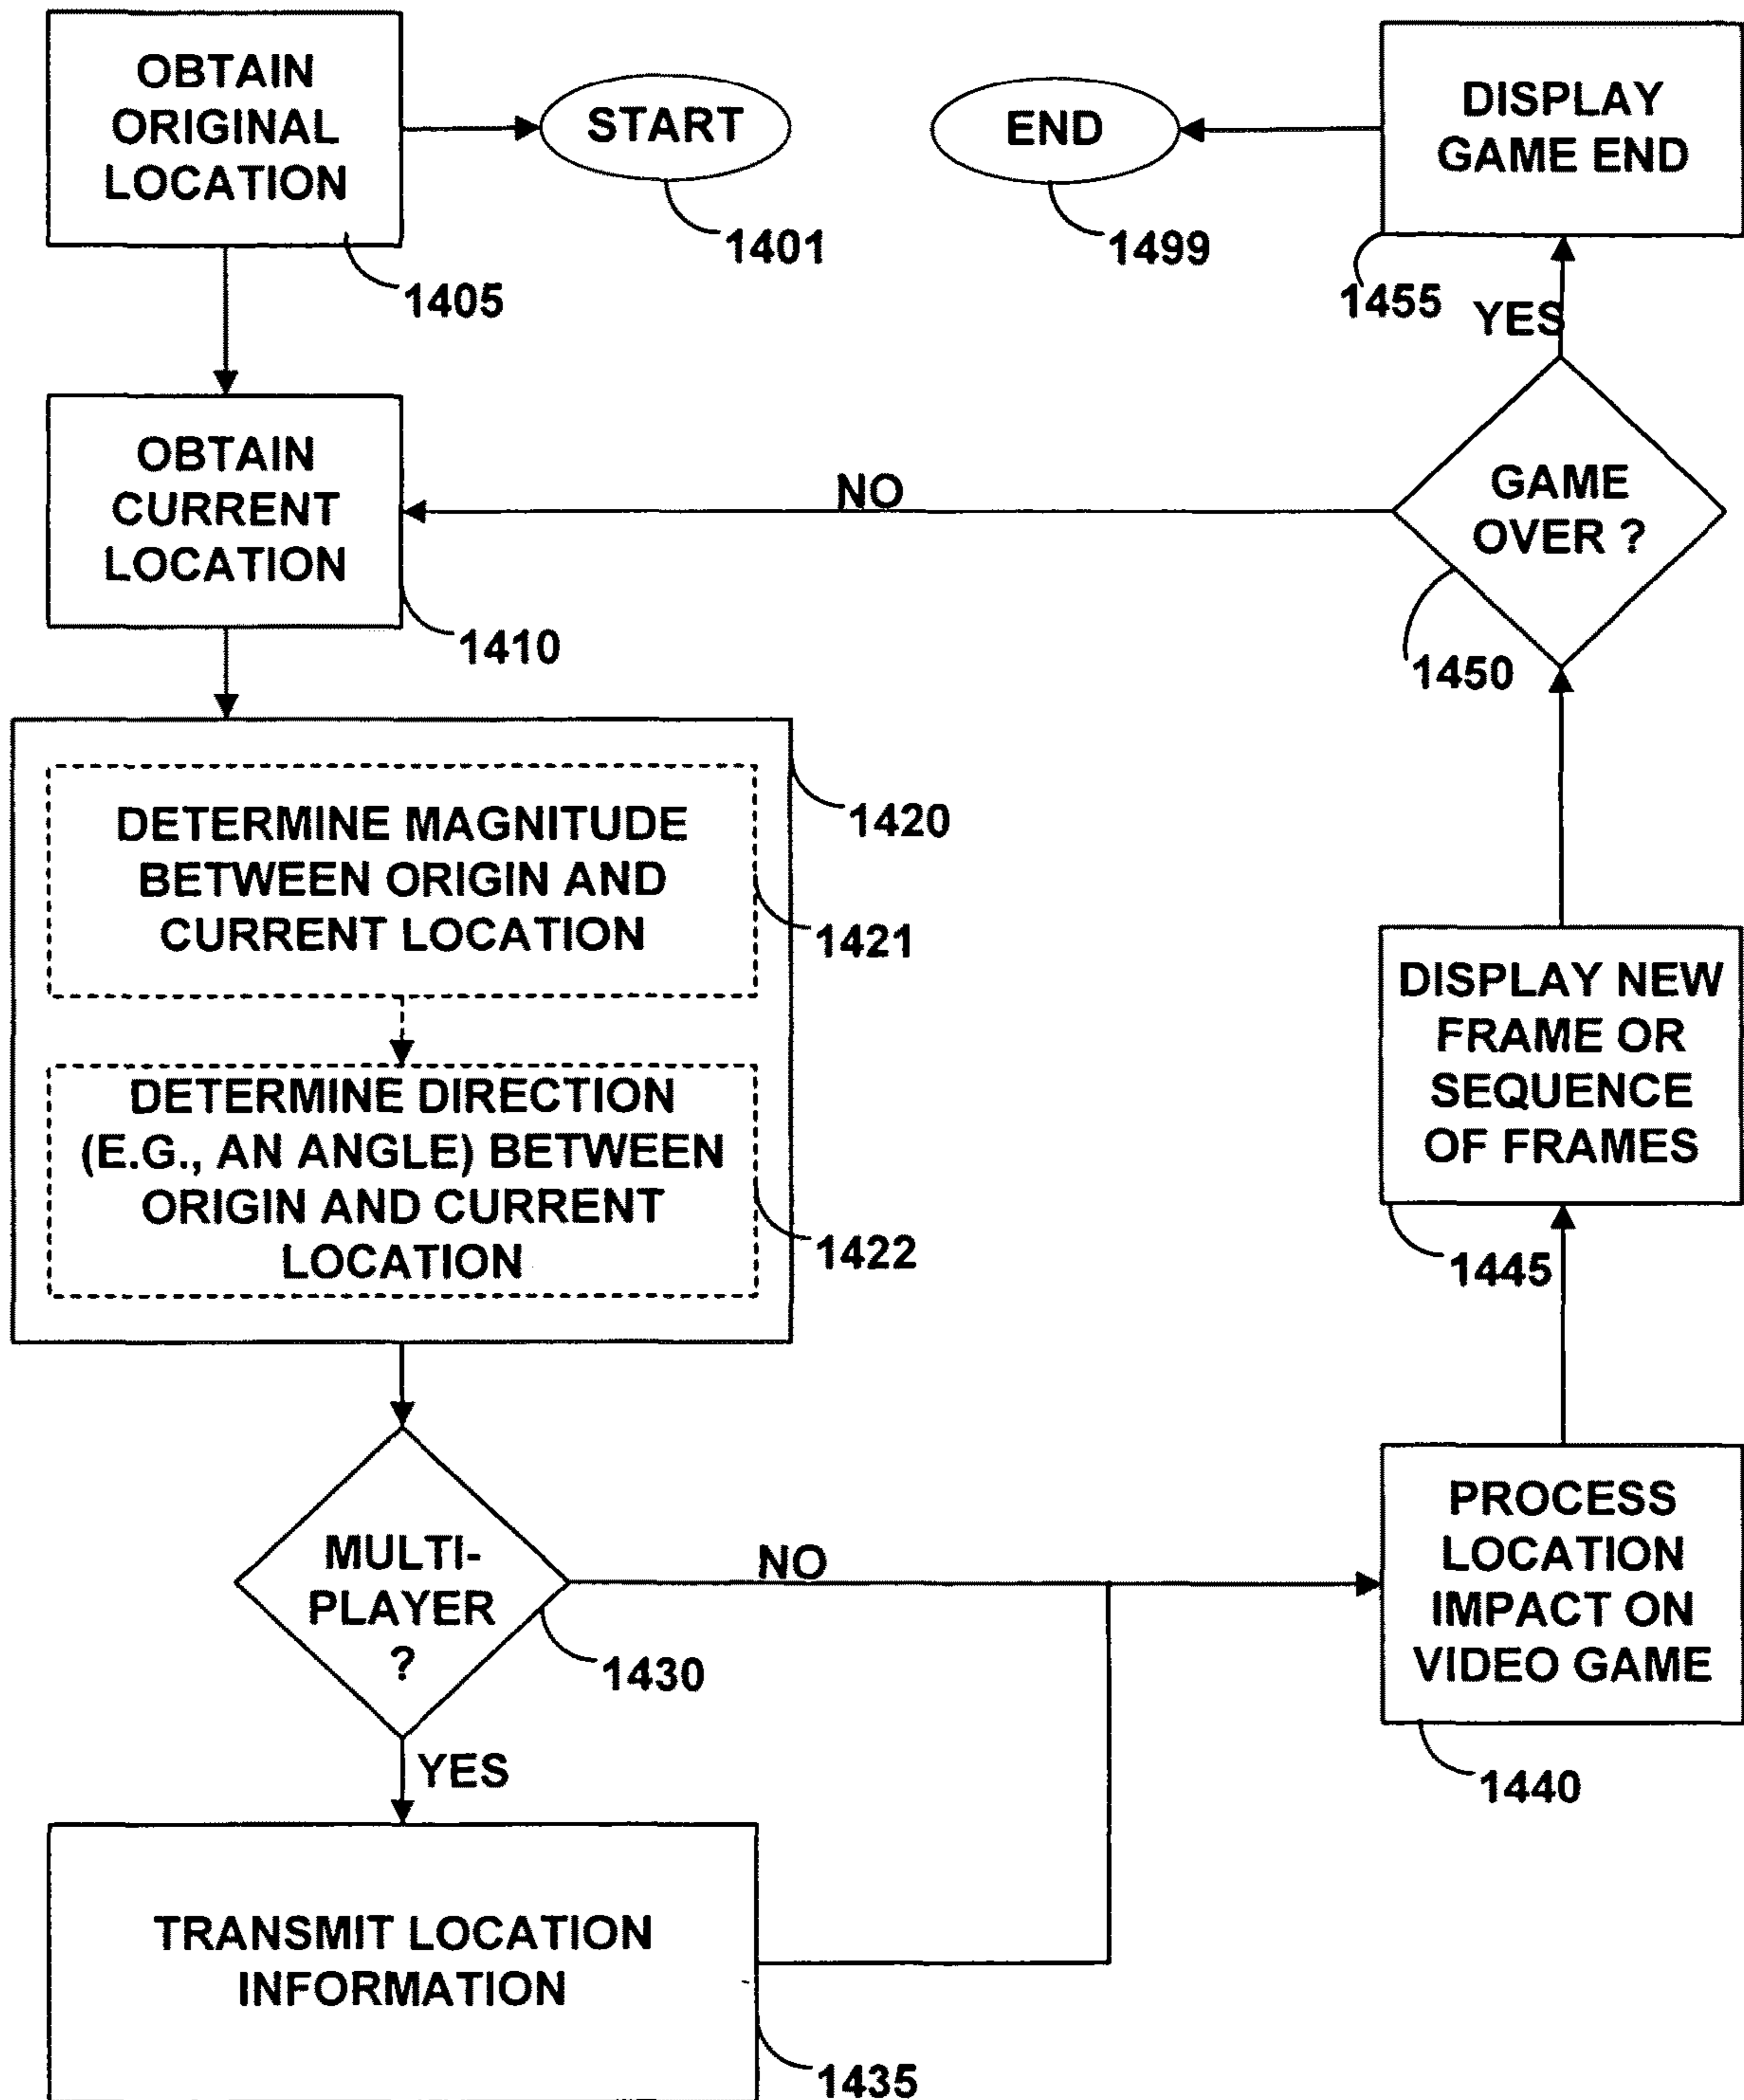 OBTAIN
ORIGINAL
LOCATION
1405
START
1401
END
1499
DISPLAY
GAME END
1455
YES
OBTAIN
CURRENT
LOCATION
1410
NO
GAME
OVER ?
1450
DETERMINE MAGNITUDE
BETWEEN ORIGIN AND
CURRENT LOCATION
1420
1421
DETERMINE DIRECTION
(E.G., AN ANGLE) BETWEEN
ORIGIN AND CURRENT
LOCATION
1422
DISPLAY NEW
FRAME OR
SEQUENCE
OF FRAMES
1445
MULTI-
PLAYER
?
1430
NO
YES
PROCESS
LOCATION
IMPACT ON
VIDEO GAME
1440
TRANSMIT LOCATION
INFORMATION
1435